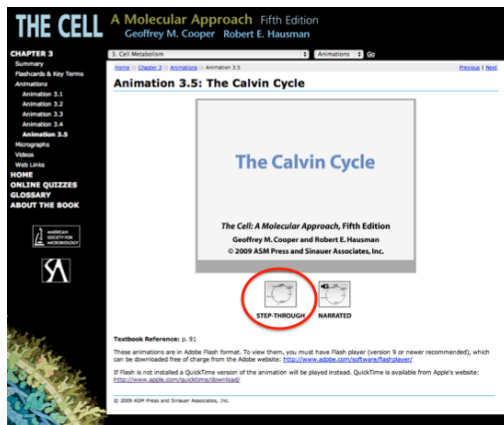 THE CELL
A Molecular Approach Fifth Edition
Geoffrey M. Cooper Robert E. Hausman
CHAPTER 3
Summary
Flashcards & Key Terms
Animations
Animation 3.1
Animation 3.2
Animation 3.3
Animation 3.4
Animation 3.5
Micrographs
Videos
Web Links
HOME
ONLINE QUIZZES
GLOSSARY
ABOUT THE BOOK
AMERICAN
SOCIETY FOR
MICROBIOLOGY
3. Cell Metabolism
Animations
Go
Home :: Chapter 3 :: Animations :: Animation 3.5
Previous | Next
Animation 3.5: The Calvin Cycle
The Calvin Cycle
The Cell: A Molecular Approach, Fifth Edition
Geoffrey M. Cooper and Robert E. Hausman
© 2009 ASM Press and Sinauer Associates, Inc.
STEP-THROUGH
NARRATED
Textbook Reference: p. 91
These animations are in Adobe Flash format. To view them, you must have Flash player (version 9 or newer recommended), which
can be downloaded free of charge from the Adobe website: http://www.adobe.com/software/flashplayer/
If Flash is not installed a QuickTime version of the animation will be played instead. QuickTime is available from Apple's website:
http://www.apple.com/quicktime/download/
© 2009 ASM Press and Sinauer Associates, Inc.